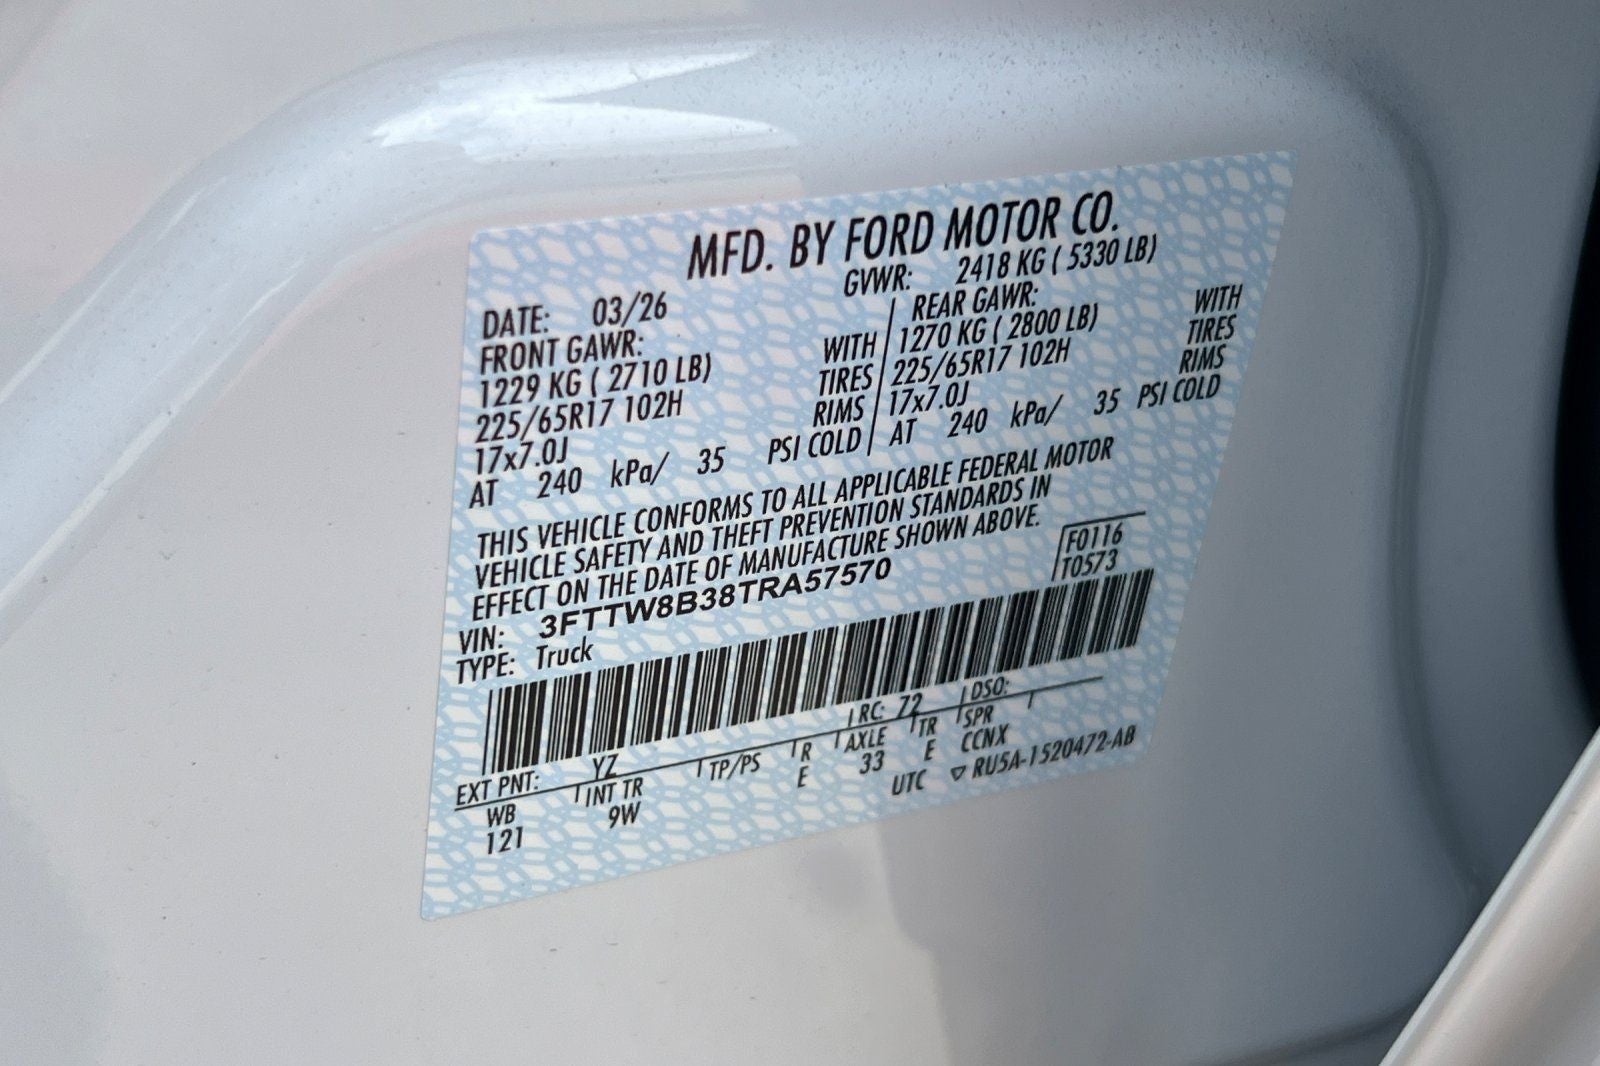 MFD. BY FORD MOTOR CO.
DATE: 03/26 GVWR: 2418 KG ( 5330 LB)
FRONT GAWR: REAR GAWR:
1229 KG ( 2710 LB) WITH 1270 KG ( 2800 LB) WITH
225/65R17 102H TIRES 225/65R17 102H TIRES
17x7.0J RIMS 17x7.0J RIMS
AT 240 kPa/ 35 PSI COLD AT 240 kPa/ 35 PSI COLD
THIS VEHICLE CONFORMS TO ALL APPLICABLE FEDERAL MOTOR
VEHICLE SAFETY AND THEFT PREVENTION STANDARDS IN
EFFECT ON THE DATE OF MANUFACTURE SHOWN ABOVE.
VIN: 3FTTW8B38TRA57570 F0116
TYPE: Truck T0573
EXT PNT: YZ RC: 72 DSO:
WB INT TR TP/PS R AXLE TR SPR
121 9W E 33 E CCNX
UTC ▽ RU5A-1520472-AB